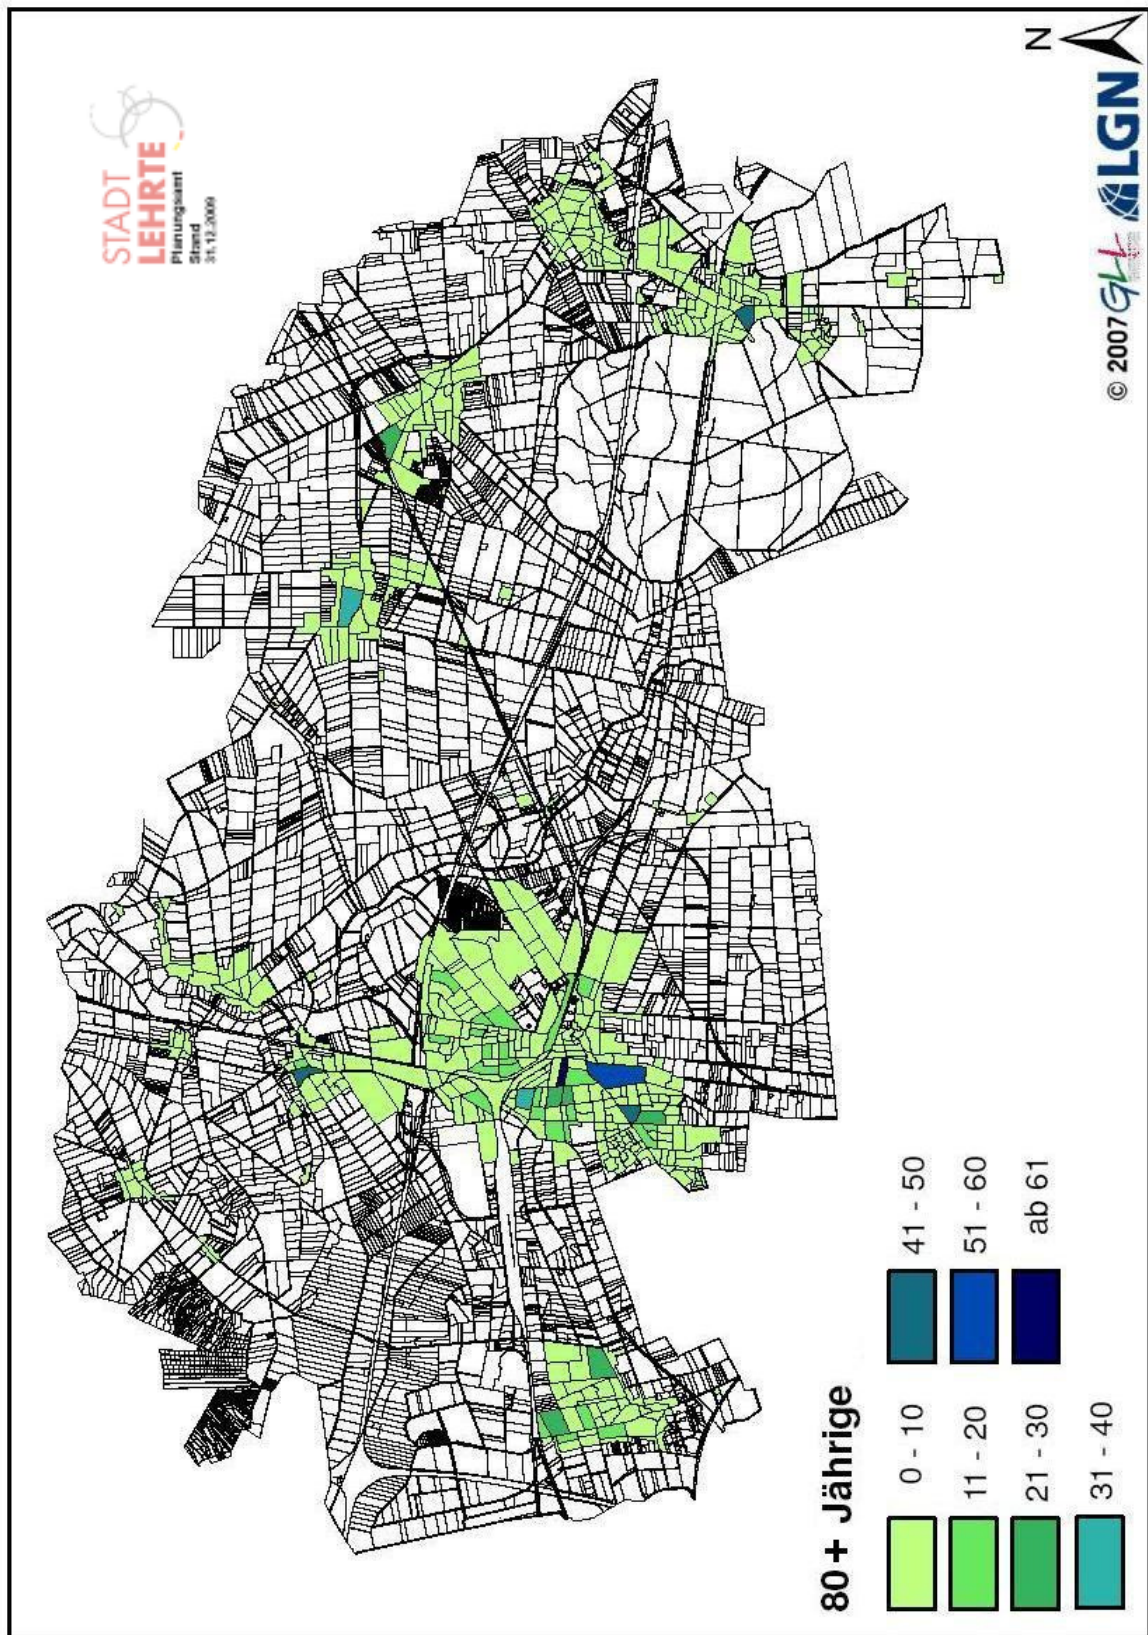 STADT
LEHRTE
Planungsamt
Stand
31.12.2009
80+ Jährige
0 - 10
11 - 20
21 - 30
31 - 40
41 - 50
51 - 60
ab 61
N
© 2007 GLL LGN